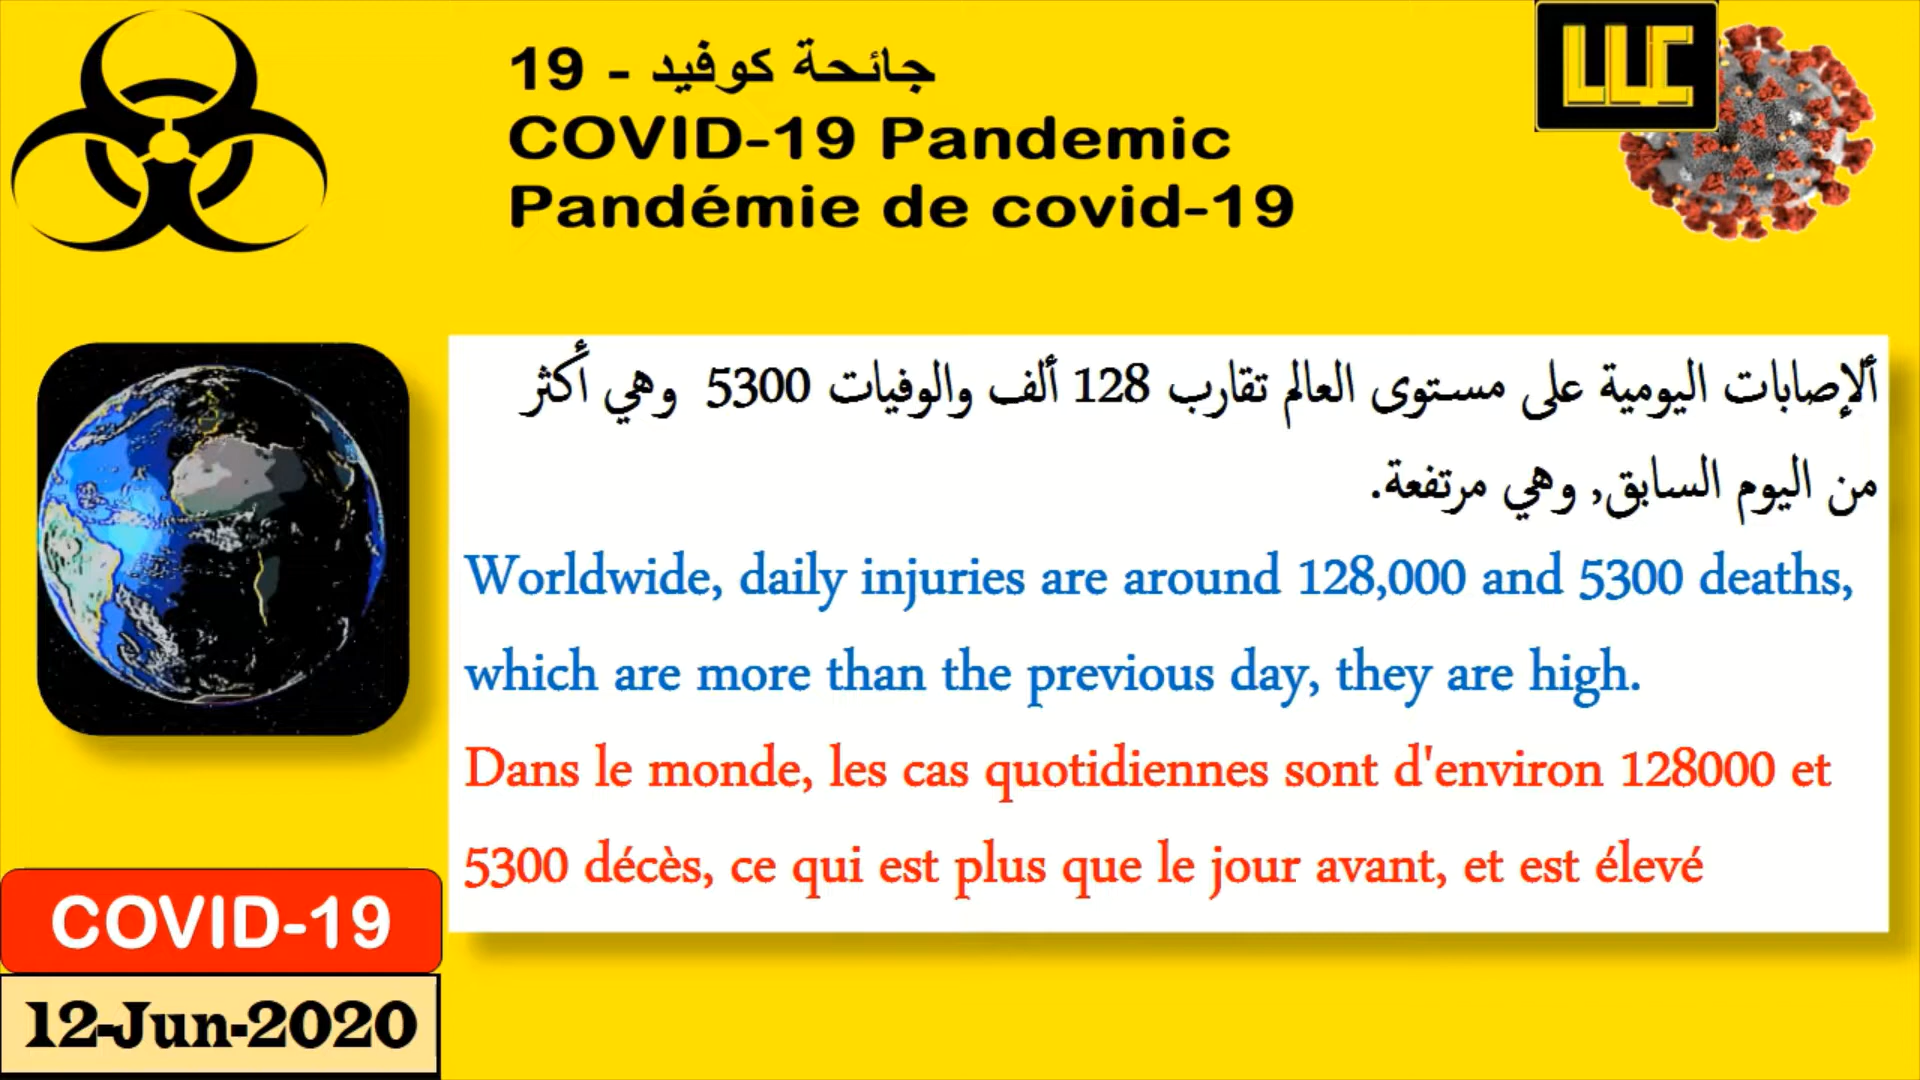 جائحة كوفيد - 19
COVID-19 Pandemic
Pandémie de covid-19
LLC
ألإصابات اليومية على مستوى العالم تقارب 128 ألف والوفيات 5300 وهي أكثر
من اليوم السابق, وهي مرتفعة.
Worldwide, daily injuries are around 128,000 and 5300 deaths,
which are more than the previous day, they are high.
Dans le monde, les cas quotidiennes sont d'environ 128000 et
5300 décès, ce qui est plus que le jour avant, et est élevé
COVID-19
12-Jun-2020